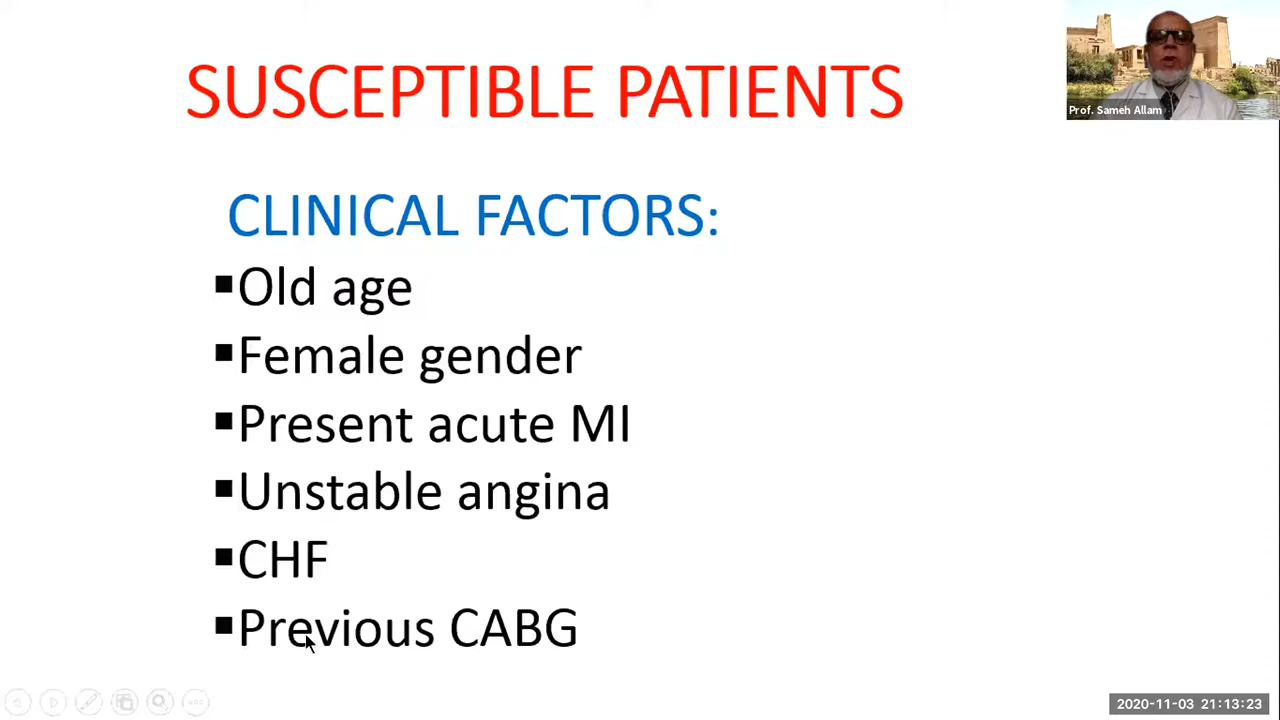 SUSCEPTIBLE PATIENTS
Prof. Sameh Allam
CLINICAL FACTORS:
▪Old age
▪Female gender
▪Present acute MI
▪Unstable angina
▪CHF
▪Previous CABG
2020-11-03 21:13:23